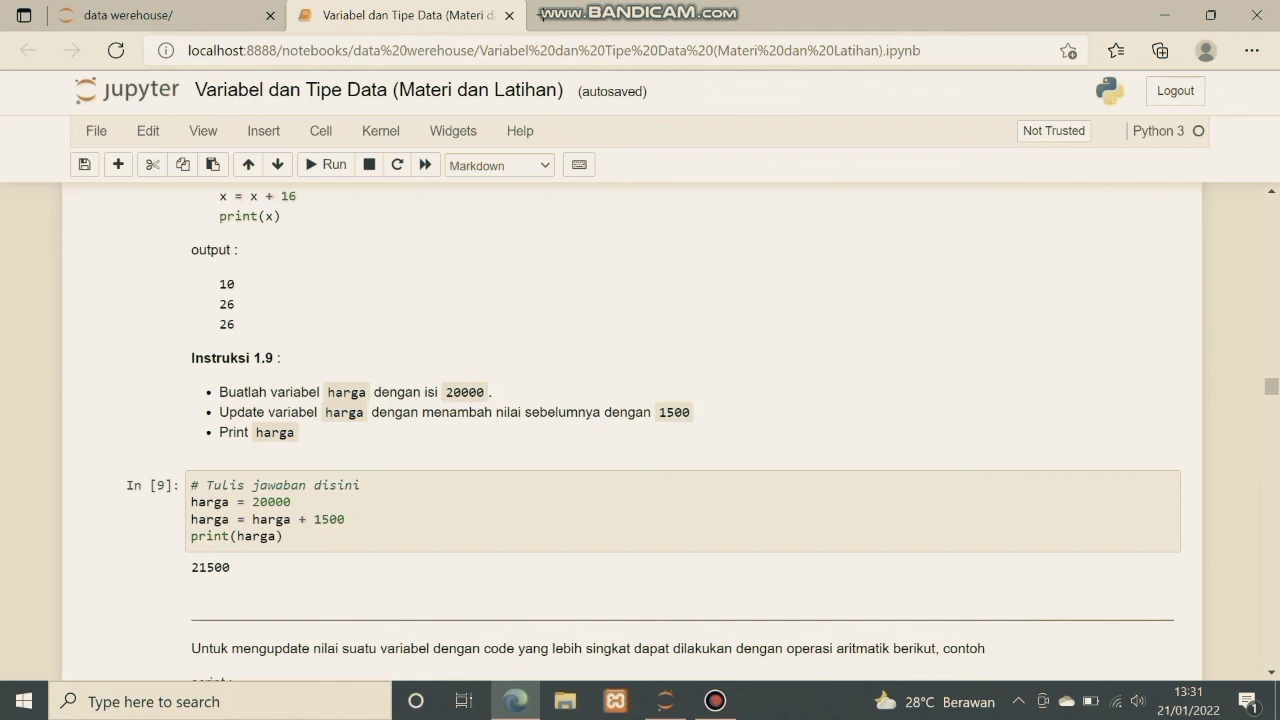 data werehouse/
Variabel dan Tipe Data (Materi d
www.BANDICAM.com
localhost:8888/notebooks/data%20werehouse/Variabel%20dan%20Tipe%20Data%20(Materi%20dan%20Latihan).ipynb
jupyter Variabel dan Tipe Data (Materi dan Latihan) (autosaved)
Logout
File Edit View Insert Cell Kernel Widgets Help
Not Trusted
Python 3
Run
Markdown
x = x + 16
print(x)
output :
10
26
26
Instruksi 1.9 :
• Buatlah variabel harga dengan isi 20000.
• Update variabel harga dengan menambah nilai sebelumnya dengan 1500
• Print harga
In [9]:
# Tulis jawaban disini
harga = 20000
harga = harga + 1500
print(harga)
21500
Untuk mengupdate nilai suatu variabel dengan code yang lebih singkat dapat dilakukan dengan operasi aritmatik berikut, contoh
Type here to search
28°C Berawan
13:31
21/01/2022
1